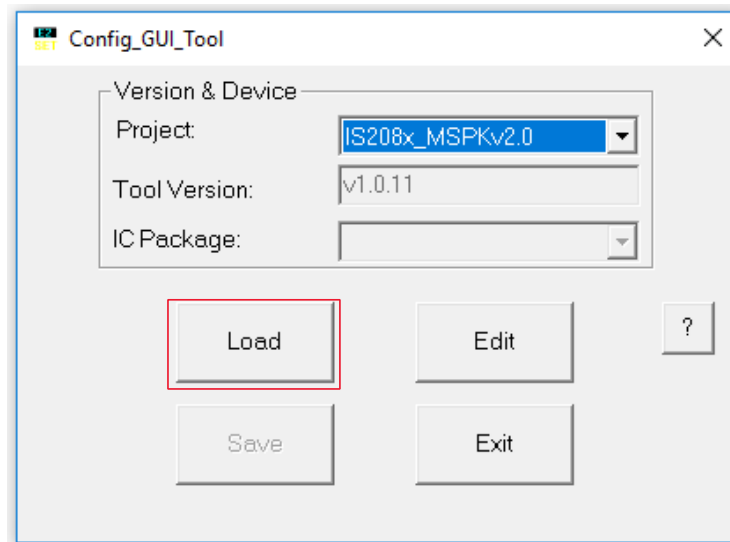 Config_GUI_Tool
Version & Device
Project:
IS208x_MSPKv2.0
Tool Version:
v1.0.11
IC Package:
Load
Edit
?
Save
Exit